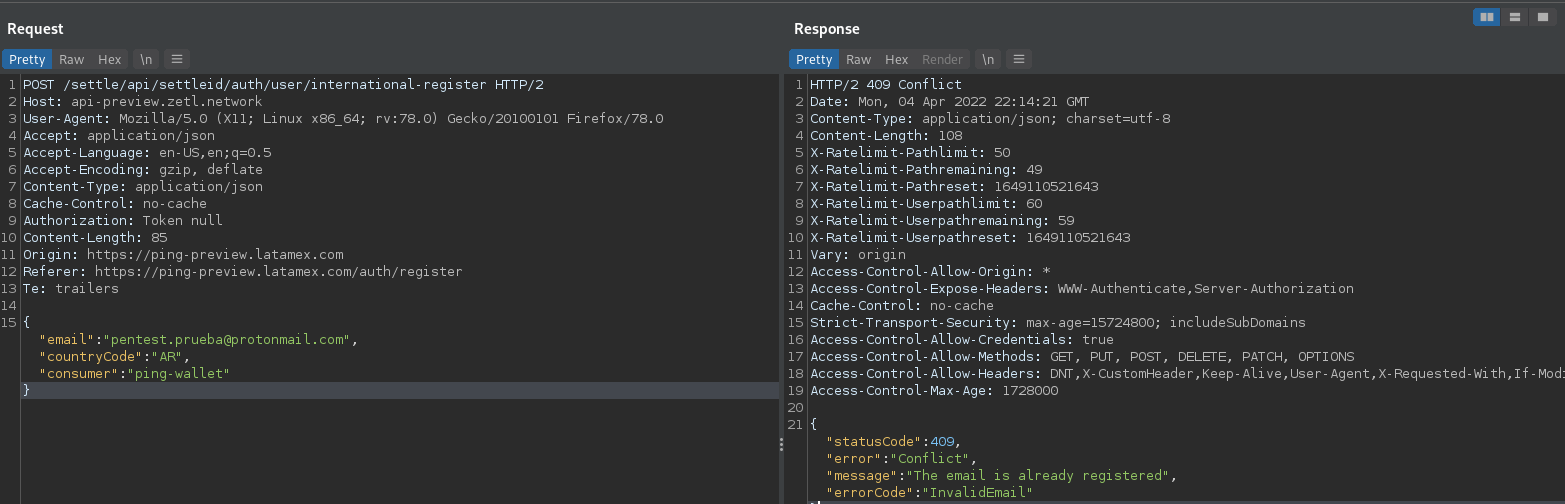 Request
Pretty Raw Hex \n
1 POST /settle/api/settleid/auth/user/international-register HTTP/2
2 Host: api-preview.zetl.network
3 User-Agent: Mozilla/5.0 (X11; Linux x86_64; rv:78.0) Gecko/20100101 Firefox/78.0
4 Accept: application/json
5 Accept-Language: en-US,en;q=0.5
6 Accept-Encoding: gzip, deflate
7 Content-Type: application/json
8 Cache-Control: no-cache
9 Authorization: Token null
10 Content-Length: 85
11 Origin: https://ping-preview.latamex.com
12 Referer: https://ping-preview.latamex.com/auth/register
13 Te: trailers
14
15 {
"email":"pentest.prueba@protonmail.com",
"countryCode":"AR",
"consumer":"ping-wallet"
}
Response
Pretty Raw Hex Render \n
1 HTTP/2 409 Conflict
2 Date: Mon, 04 Apr 2022 22:14:21 GMT
3 Content-Type: application/json; charset=utf-8
4 Content-Length: 108
5 X-Ratelimit-Pathlimit: 50
6 X-Ratelimit-Pathremaining: 49
7 X-Ratelimit-Pathreset: 1649110521643
8 X-Ratelimit-Userpathlimit: 60
9 X-Ratelimit-Userpathremaining: 59
10 X-Ratelimit-Userpathreset: 1649110521643
11 Vary: origin
12 Access-Control-Allow-Origin: *
13 Access-Control-Expose-Headers: WWW-Authenticate,Server-Authorization
14 Cache-Control: no-cache
15 Strict-Transport-Security: max-age=15724800; includeSubDomains
16 Access-Control-Allow-Credentials: true
17 Access-Control-Allow-Methods: GET, PUT, POST, DELETE, PATCH, OPTIONS
18 Access-Control-Allow-Headers: DNT,X-CustomHeader,Keep-Alive,User-Agent,X-Requested-With,If-Modi
19 Access-Control-Max-Age: 1728000
20
21 {
"statusCode":409,
"error":"Conflict",
"message":"The email is already registered",
"errorCode":"InvalidEmail"